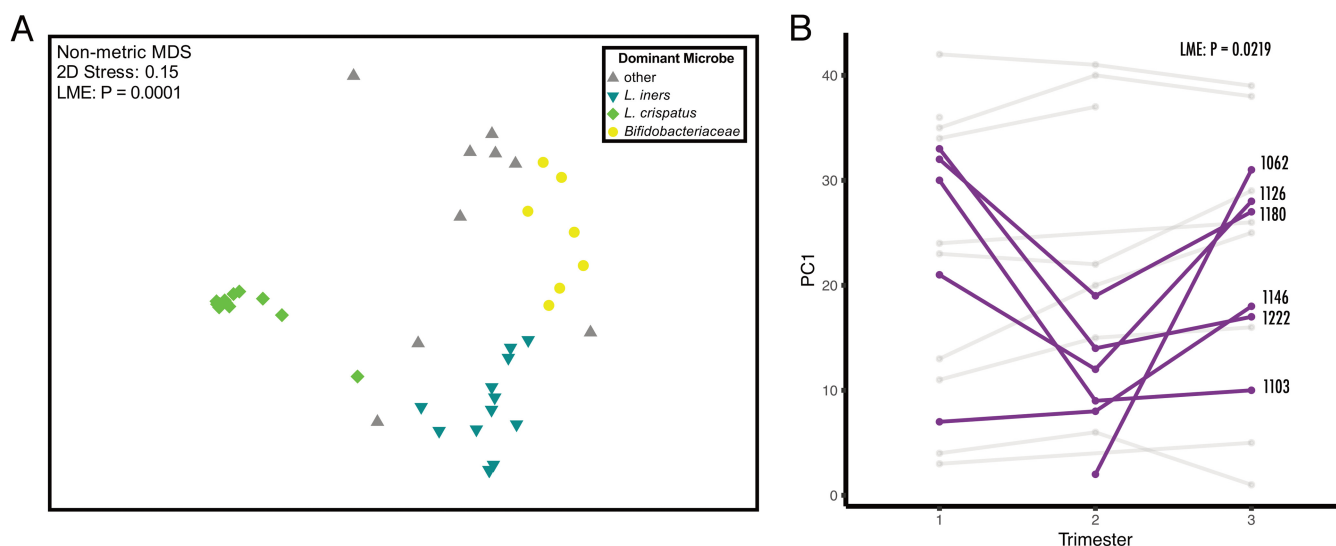 A
Non-metric MDS
2D Stress: 0.15
LME: P = 0.0001
Dominant Microbe
other
L. iners
L. crispatus
Bifidobacteriaceae
B
LME: P = 0.0219
PC1
40
30
20
10
0
1062
1126
1180
1146
1222
1103
1
2
3
Trimester